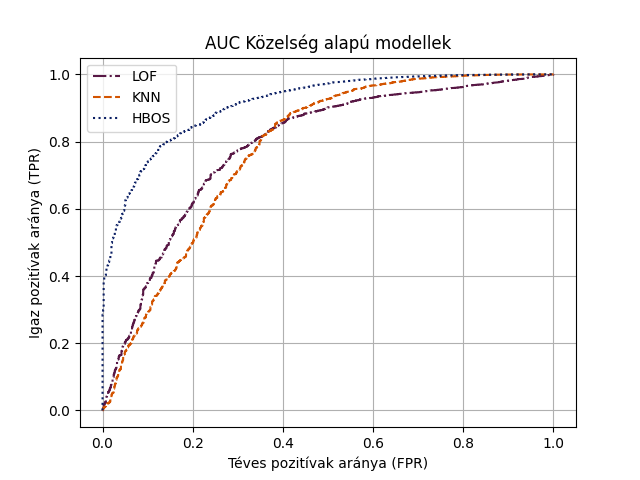 AUC Közelség alapú modellek
LOF
KNN
HBOS
Igaz pozitívak aránya (TPR)
1.0
0.8
0.6
0.4
0.2
0.0
0.0 0.2 0.4 0.6 0.8 1.0
Téves pozitívak aránya (FPR)